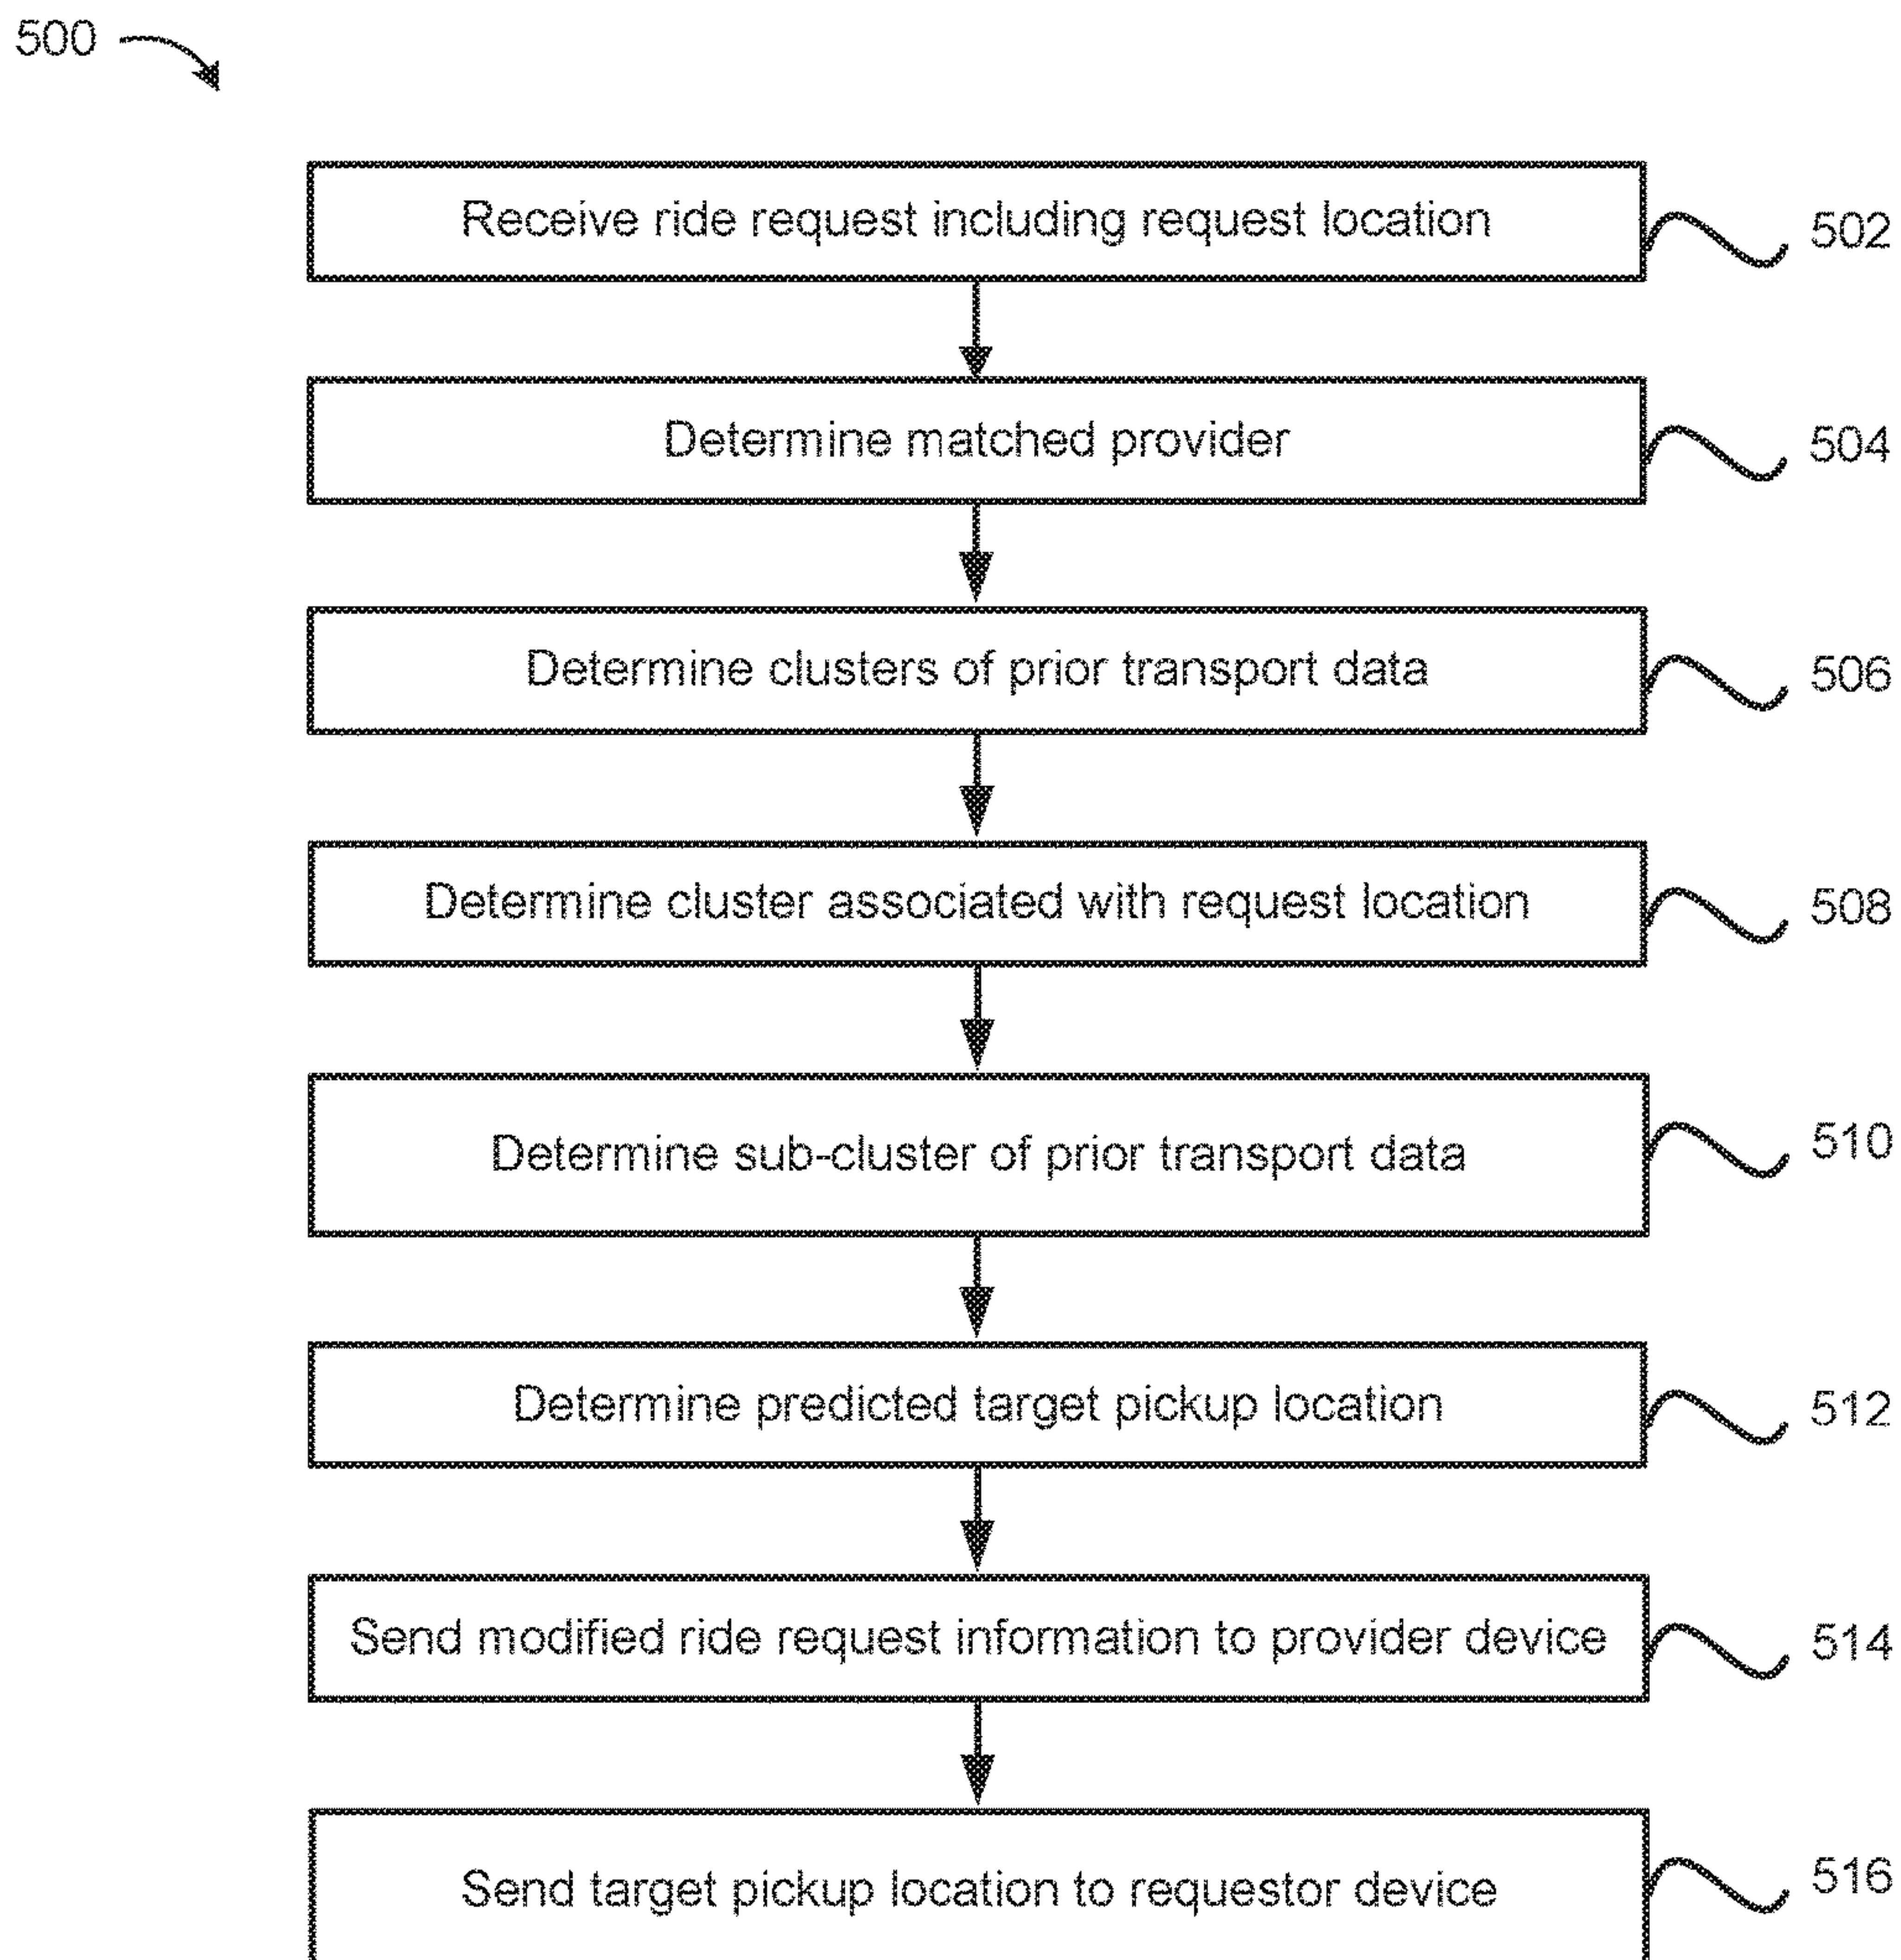 500
Receive ride request including request location
502
Determine matched provider
504
Determine clusters of prior transport data
506
Determine cluster associated with request location
508
Determine sub-cluster of prior transport data
510
Determine predicted target pickup location
512
Send modified ride request information to provider device
514
Send target pickup location to requestor device
516